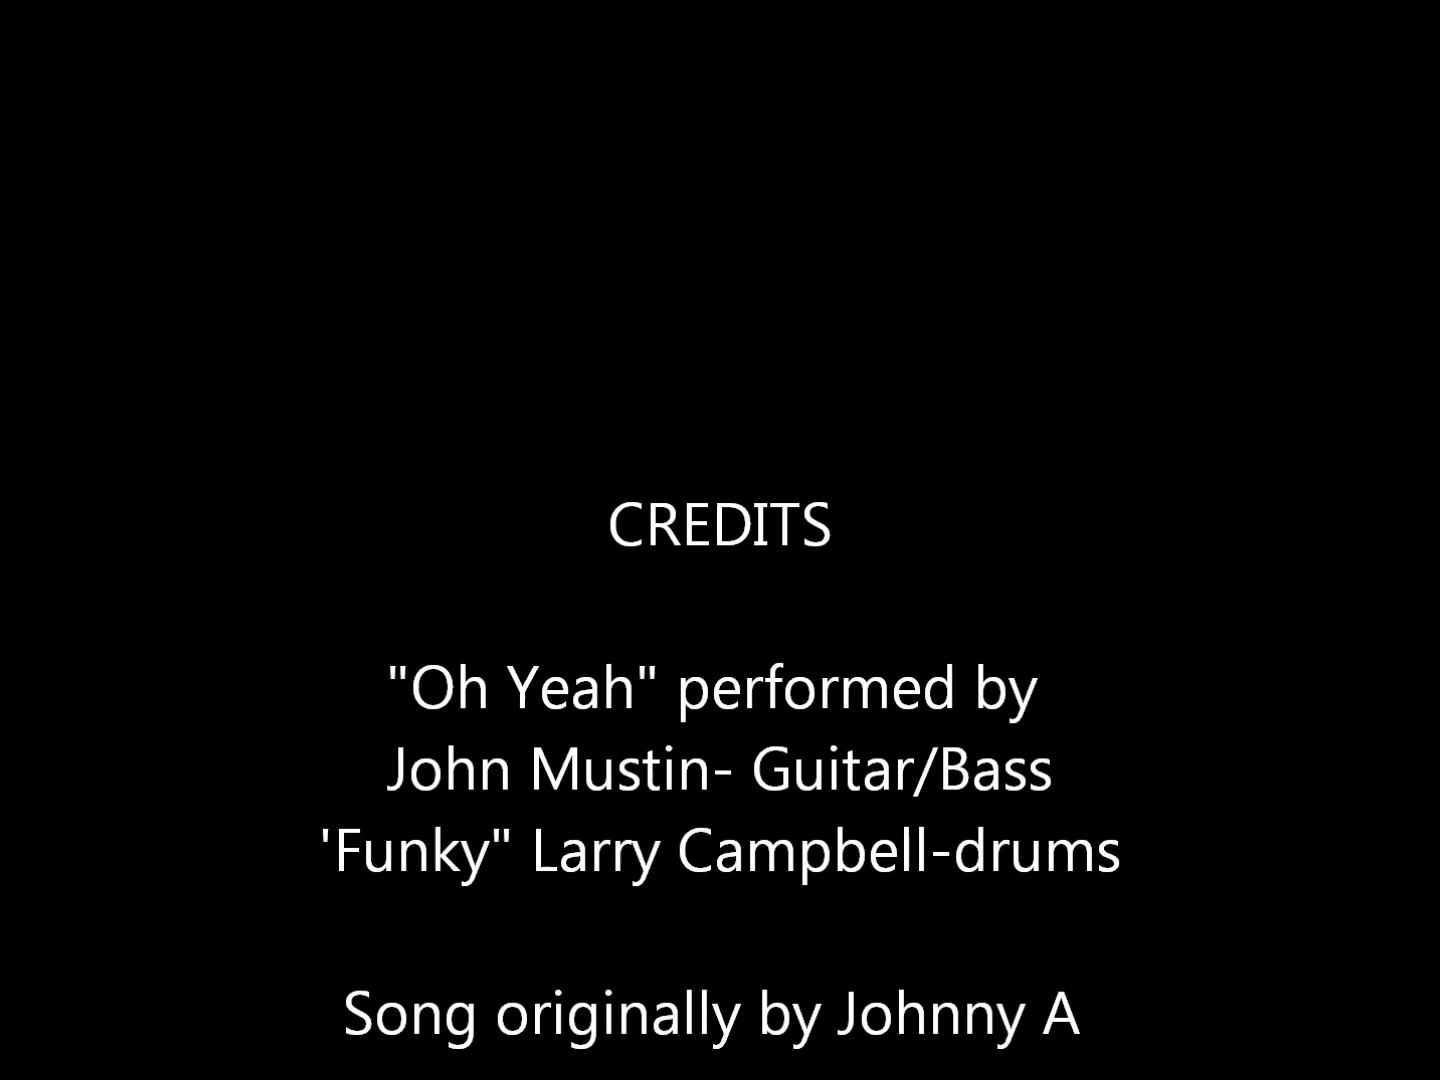 CREDITS
"Oh Yeah" performed by
John Mustin- Guitar/Bass
'Funky" Larry Campbell-drums
Song originally by Johnny A